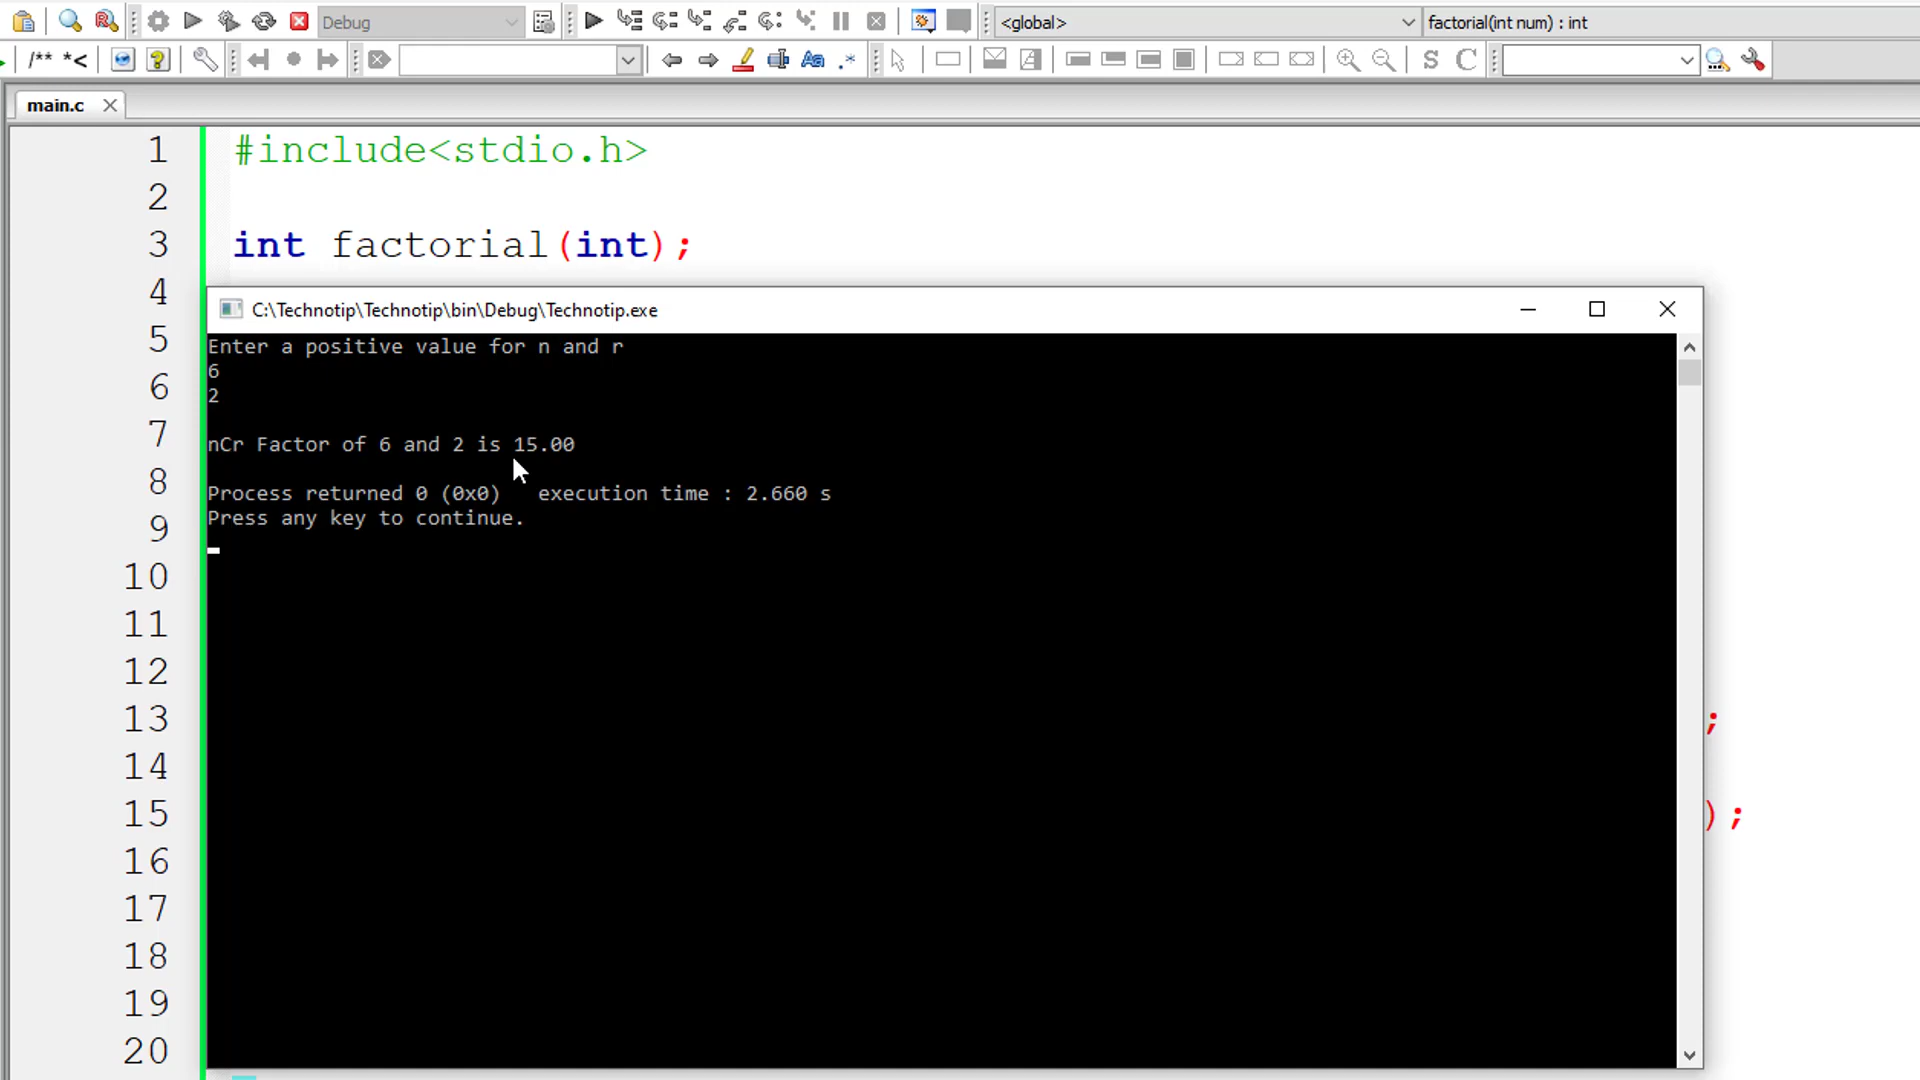 Debug
<global>
factorial(int num) : int
/** *<
Aa
.*
S
C
main.c
1 #include<stdio.h>
2
3 int factorial(int);
4
5
6
7
8
9
10
11
12
13 ;
14
15 );
16
17
18
19
20
C:\Technotip\Technotip\bin\Debug\Technotip.exe
Enter a positive value for n and r
6
2
nCr Factor of 6 and 2 is 15.00
Process returned 0 (0x0)   execution time : 2.660 s
Press any key to continue.